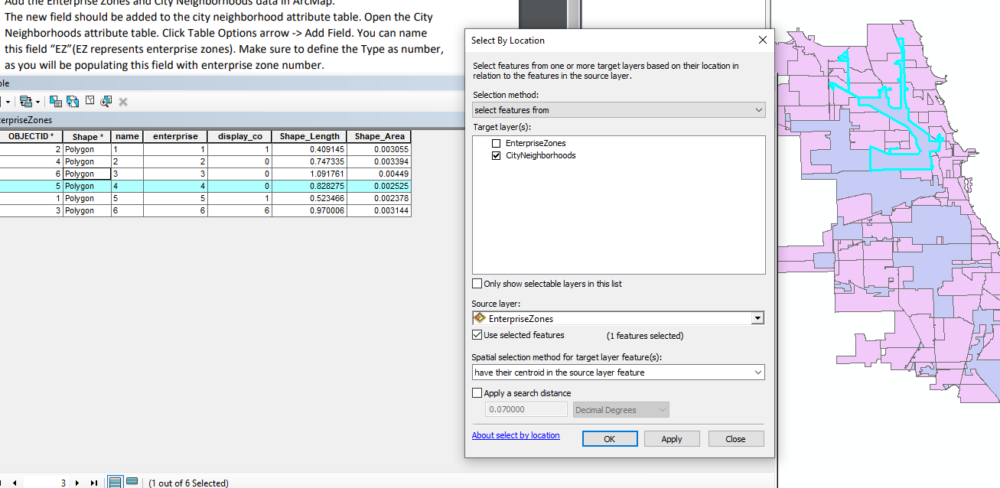 Add the Enterprise Zones and City Neighborhoods data in ArcMap.
The new field should be added to the city neighborhood attribute table. Open the City
Neighborhoods attribute table. Click Table Options arrow -> Add Field. You can name
this field “EZ”(EZ represents enterprise zones). Make sure to define the Type as number,
as you will be populating this field with enterprise zone number.
ble
terpriseZones
OBJECTID * Shape * name enterprise display_co Shape_Length Shape_Area
2 Polygon 1 1 1 0.409145 0.003055
4 Polygon 2 2 0 0.747335 0.003394
6 Polygon 3 3 0 1.091761 0.00449
5 Polygon 4 4 0 0.828275 0.002525
1 Polygon 5 5 1 0.523466 0.002378
3 Polygon 6 6 6 0.970006 0.003144
3 (1 out of 6 Selected)
Select By Location
Select features from one or more target layers based on their location in
relation to the features in the source layer.
Selection method:
select features from
Target layer(s):
EnterpriseZones
CityNeighborhoods
Only show selectable layers in this list
Source layer:
EnterpriseZones
Use selected features (1 features selected)
Spatial selection method for target layer feature(s):
have their centroid in the source layer feature
Apply a search distance
0.070000 Decimal Degrees
About select by location OK Apply Close